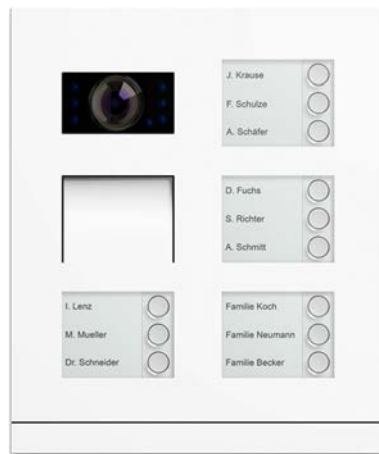 J. Krause
F. Schulze
A. Schäfer
D. Fuchs
S. Richter
A. Schmitt
I. Lenz
M. Mueller
Dr. Schneider
Familie Koch
Familie Neumann
Familie Becker